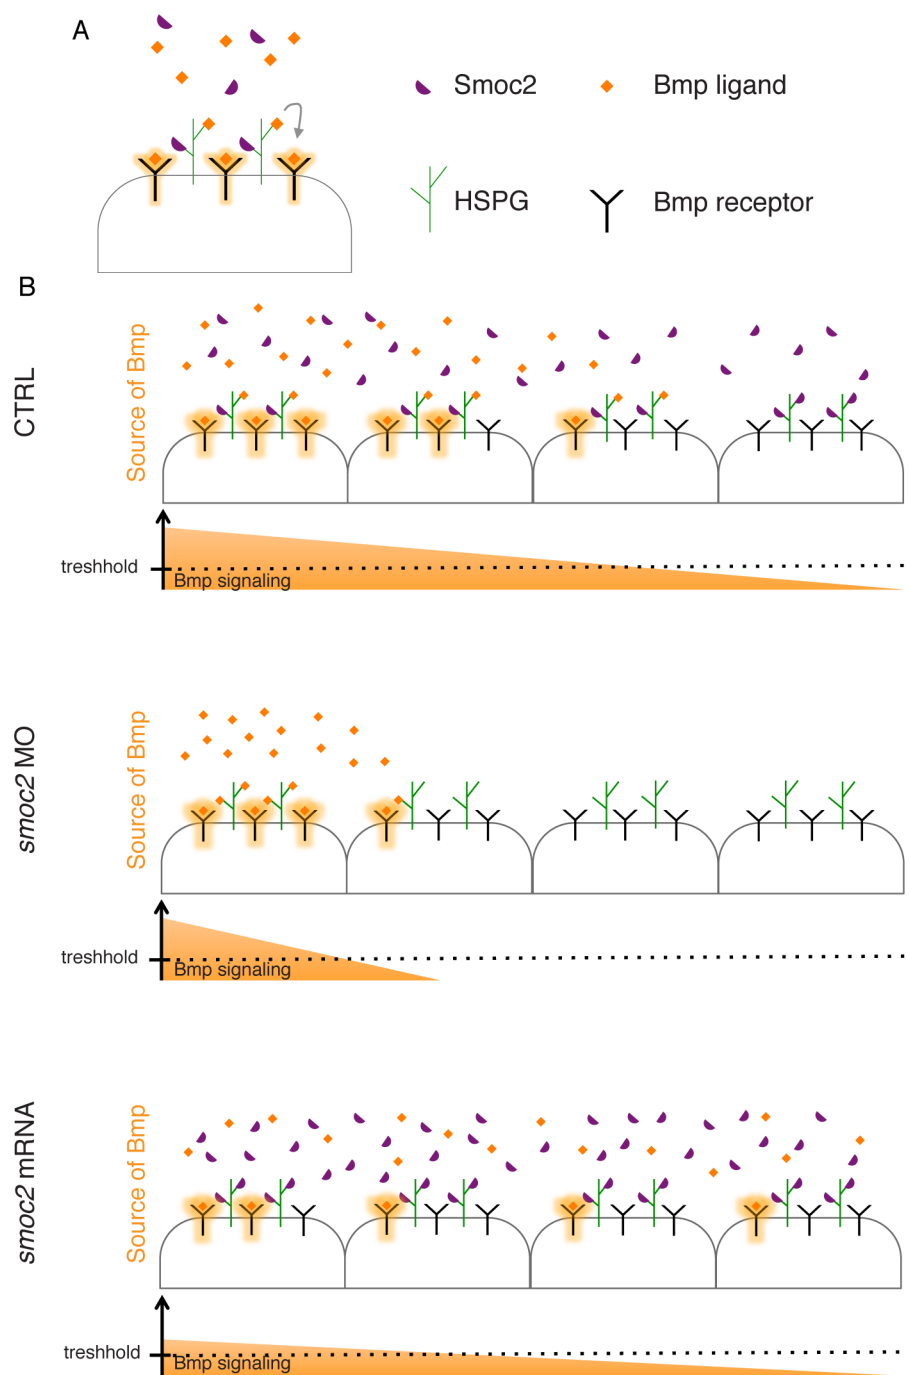 A
Smoc2
Bmp ligand
HSPG
Bmp receptor
B
CTRL
Source of Bmp
treshhold
Bmp signaling
smoc2 MO
Source of Bmp
treshhold
Bmp signaling
smoc2 mRNA
Source of Bmp
treshhold
Bmp signaling